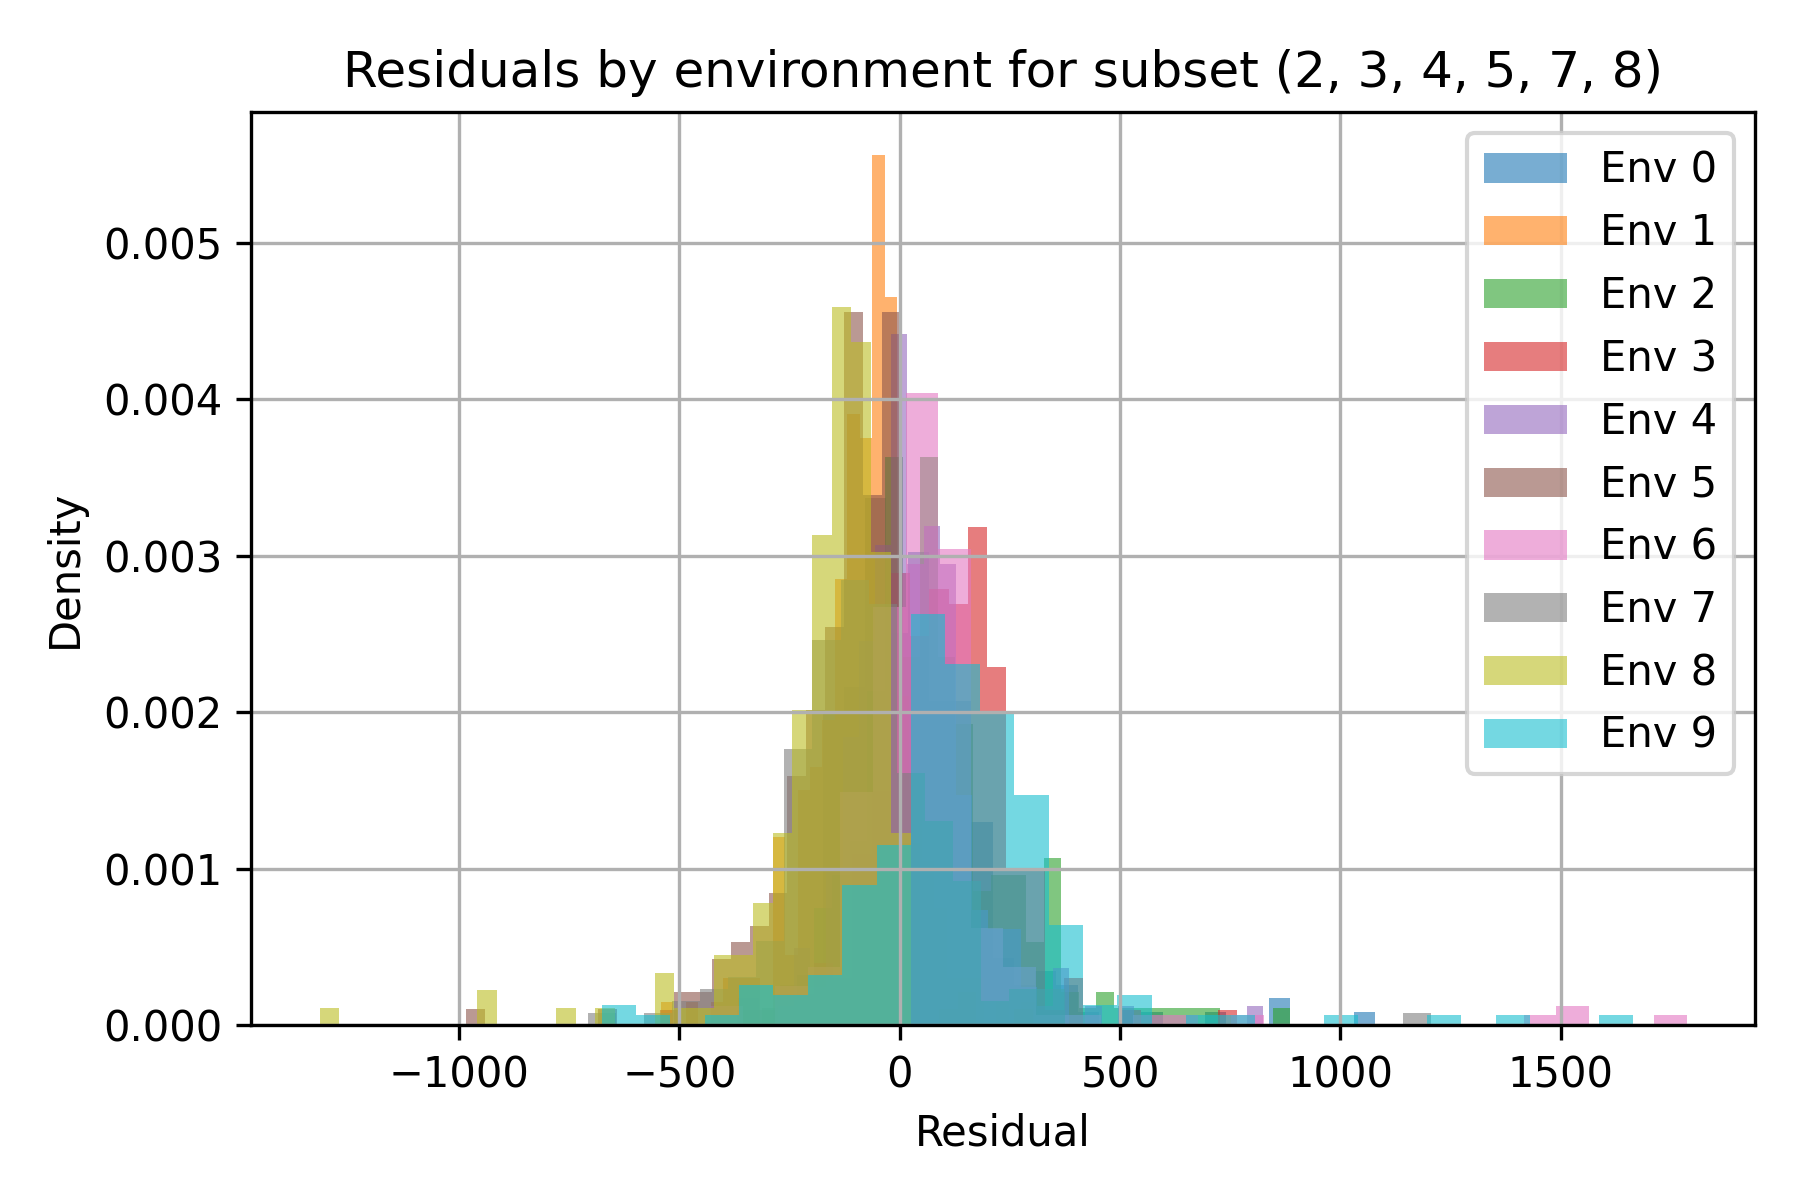 Residuals by environment for subset (2, 3, 4, 5, 7, 8)
Env 0
Env 1
Env 2
Env 3
Env 4
Env 5
Env 6
Env 7
Env 8
Env 9
Density
0.005
0.004
0.003
0.002
0.001
0.000
−1000
−500
0
500
1000
1500
Residual